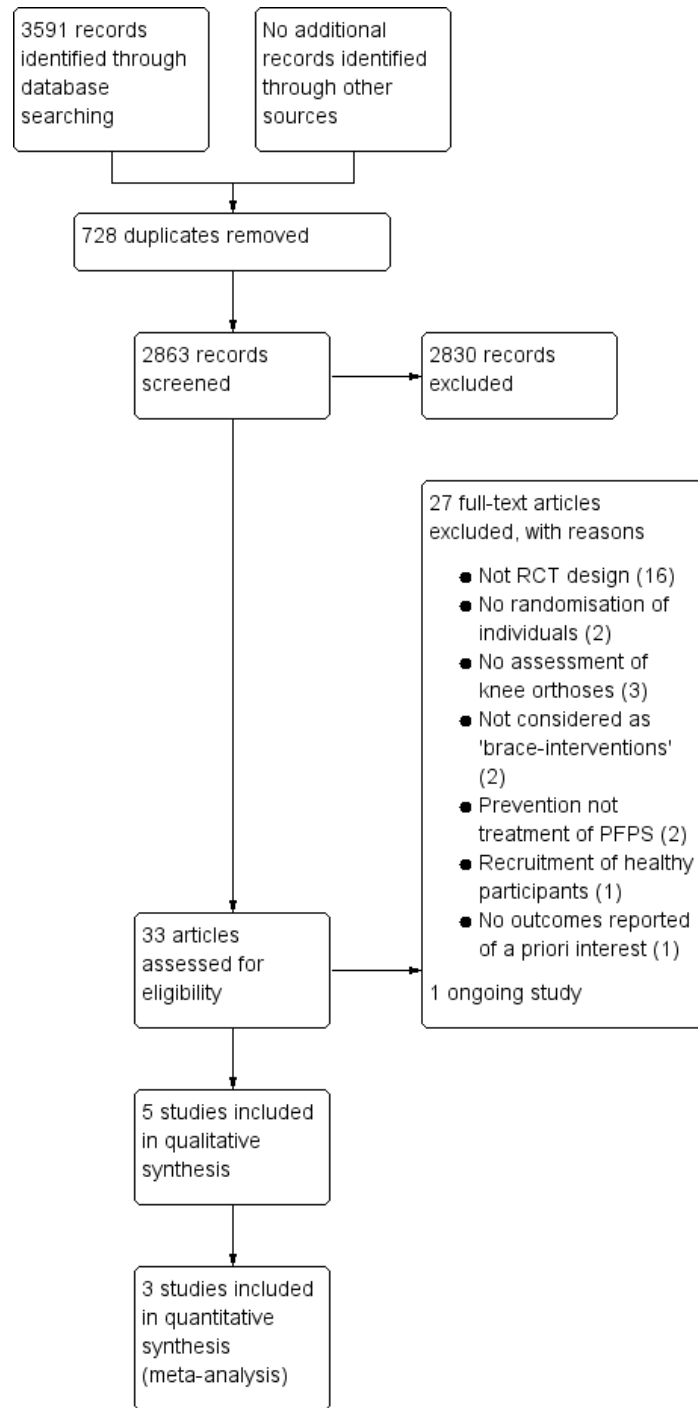 3591 records
identified through
database
searching
No additional
records identified
through other
sources
728 duplicates removed
2863 records
screened
2830 records
excluded
27 full-text articles
excluded, with reasons
● Not RCT design (16)
● No randomisation of
individuals (2)
● No assessment of
knee orthoses (3)
● Not considered as
'brace-interventions'
(2)
● Prevention not
treatment of PFPS (2)
● Recruitment of healthy
participants (1)
● No outcomes reported
of a priori interest (1)
1 ongoing study
33 articles
assessed for
eligibility
5 studies included
in qualitative
synthesis
3 studies included
in quantitative
synthesis
(meta-analysis)